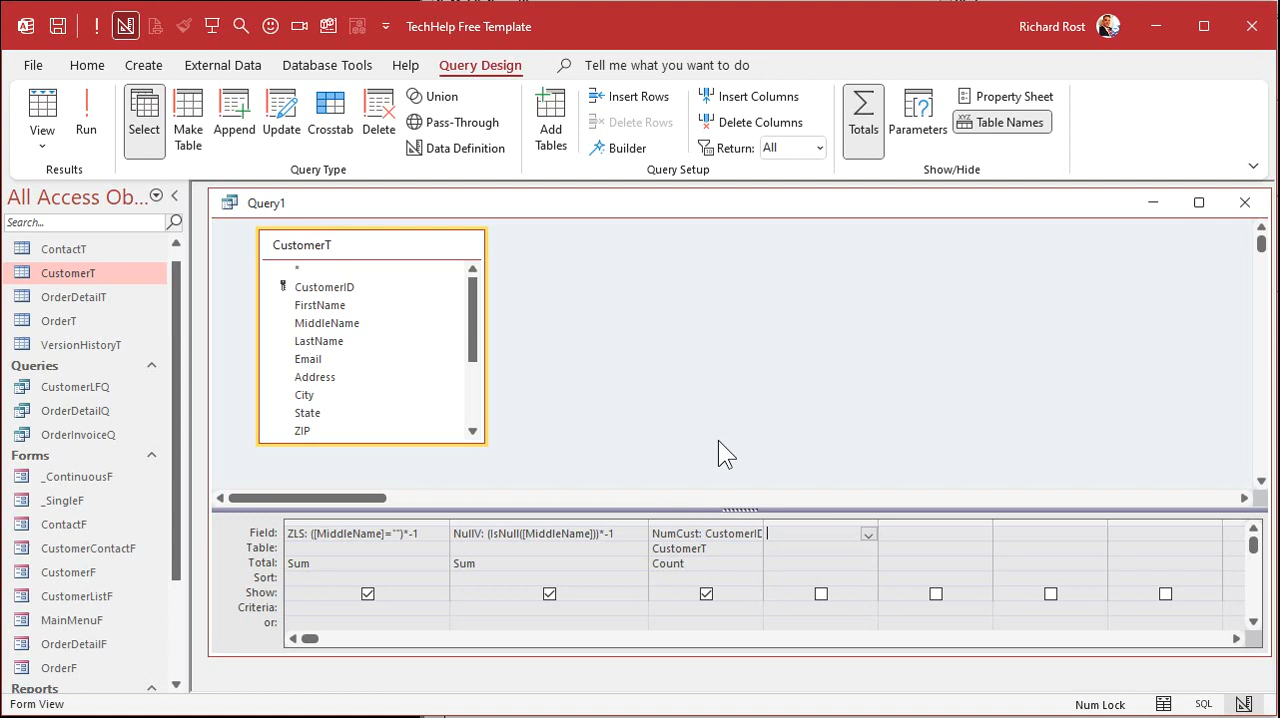 TechHelp Free Template
Richard Rost
File Home Create External Data Database Tools Help Query Design Tell me what you want to do
View
Run
Results
Select
Make Table
Append
Update
Crosstab
Delete
Union
Pass-Through
Data Definition
Query Type
Add Tables
Insert Rows
Delete Rows
Builder
Insert Columns
Delete Columns
Return: All
Query Setup
Totals
Parameters
Property Sheet
XYZ
Table Names
Show/Hide
All Access Ob...
Search...
ContactT
CustomerT
OrderDetailT
OrderT
VersionHistoryT
Queries
CustomerLFQ
OrderDetailQ
OrderInvoiceQ
Forms
_ContinuousF
_SingleF
ContactF
CustomerContactF
CustomerF
CustomerListF
MainMenuF
OrderDetailF
OrderF
Reports
Query1
CustomerT
*
CustomerID
FirstName
MiddleName
LastName
Email
Address
City
State
ZIP
Field: ZLS: ([MiddleName]="")*-1 NullV: (IsNull([MiddleName]))*-1 NumCust: CustomerID
Table: CustomerT
Total: Sum Sum Count
Sort:
Show:
Criteria:
or:
Form View
Num Lock
SQL